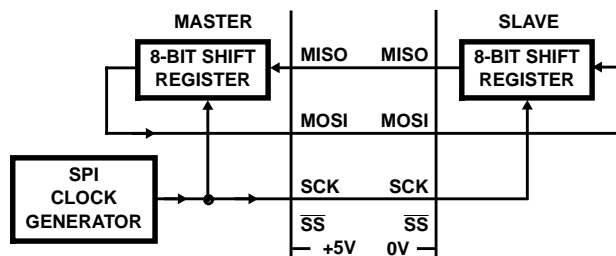 MASTER
SLAVE
8-BIT SHIFT
REGISTER
MISO
MISO
8-BIT SHIFT
REGISTER
MOSI
MOSI
SPI
CLOCK
GENERATOR
SCK
SCK
SS
SS
+5V
0V